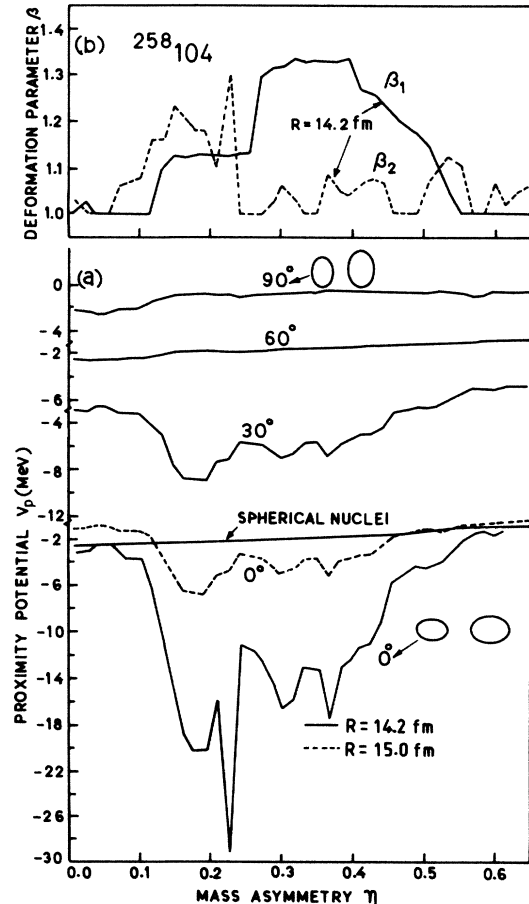 DEFORMATION PARAMETER β
1.4
1.3
1.2
1.1
1.0
(b)
²⁵⁸104
β₁
R = 14.2 fm
β₂
PROXIMITY POTENTIAL Vₚ (MeV)
(a)
0
-4
-2
-6
-8
-12
-2
-6
-10
-14
-18
-22
-26
-30
90°
60°
30°
SPHERICAL NUCLEI
0°
0°
R = 14.2 fm
R = 15.0 fm
0.0 0.1 0.2 0.3 0.4 0.5 0.6
MASS ASYMMETRY η